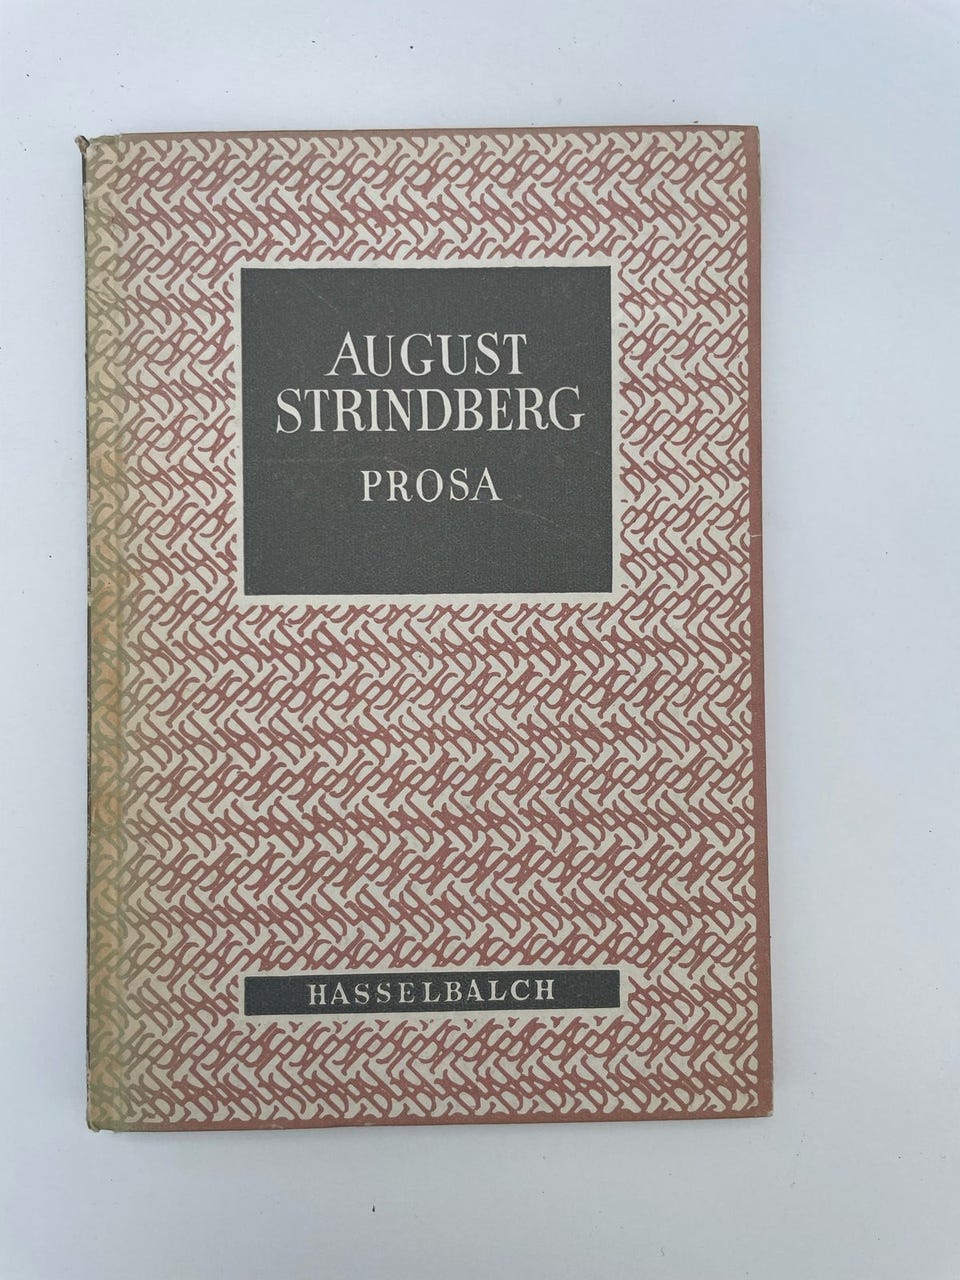 AUGUST
STRINDBERG
PROSA
HASSELBALCH